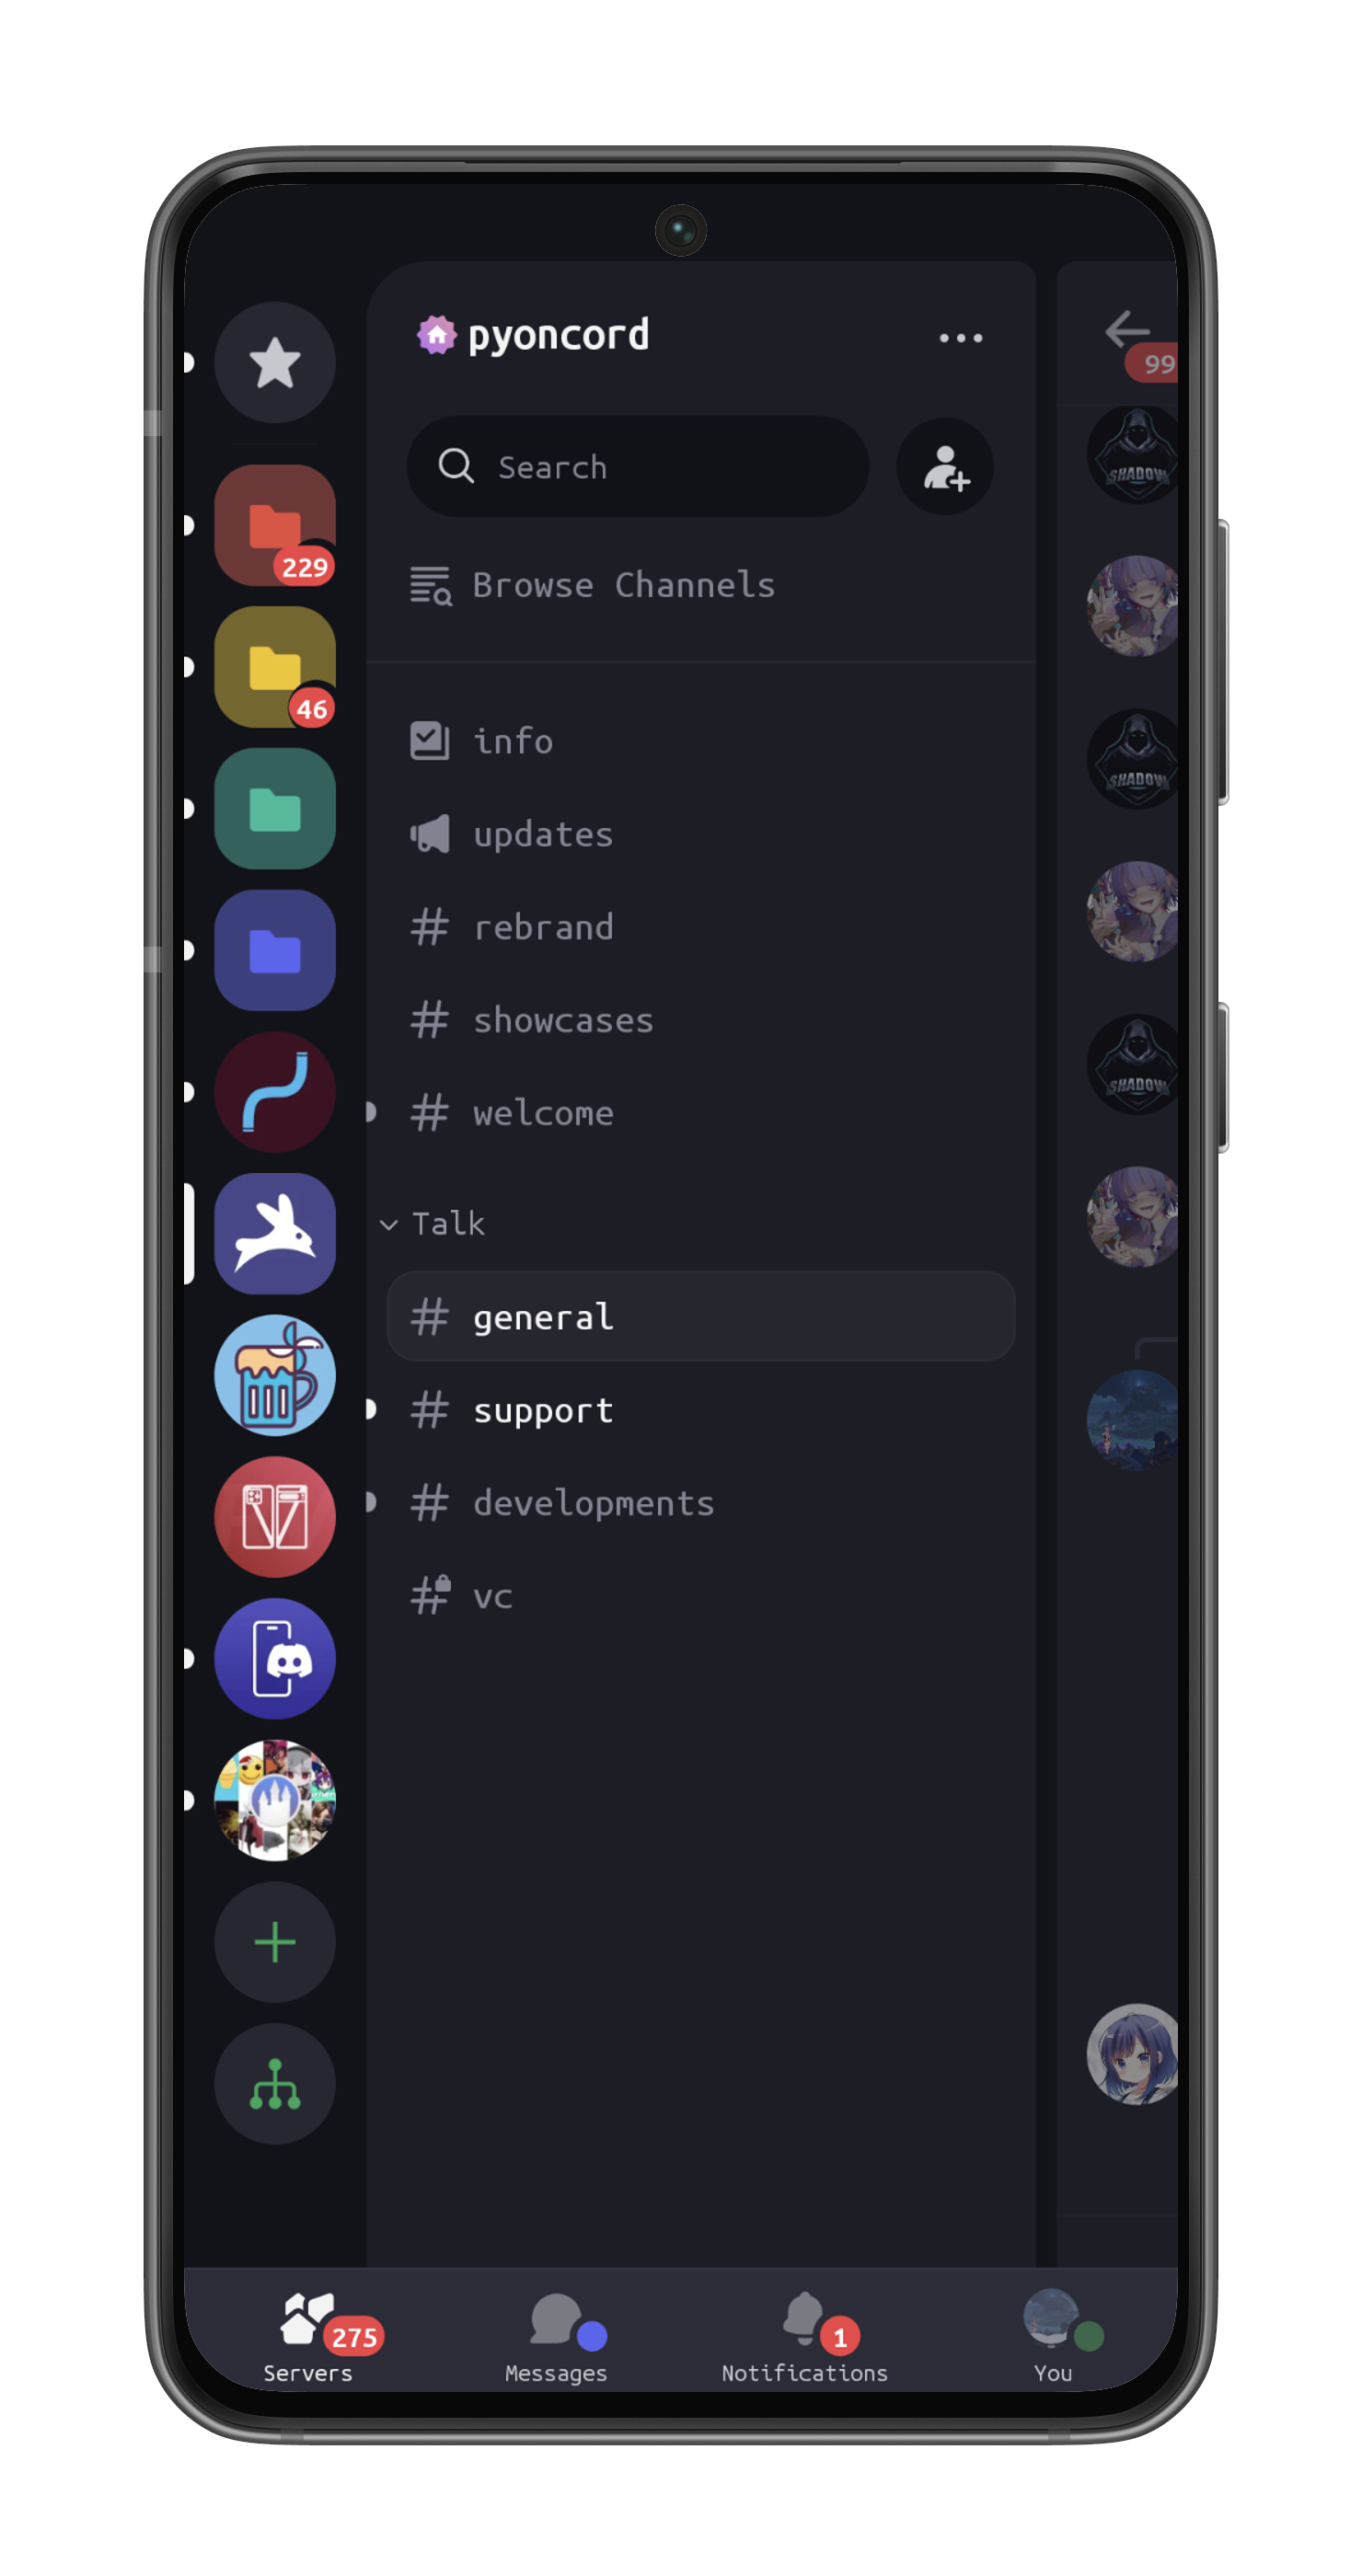 pyoncord
99
Search
SHADOW
Browse Channels
229
46
info
SHADOW
updates
rebrand
showcases
SHADOW
welcome
Talk
general
support
developments
vc
275
1
Servers
Messages
Notifications
You